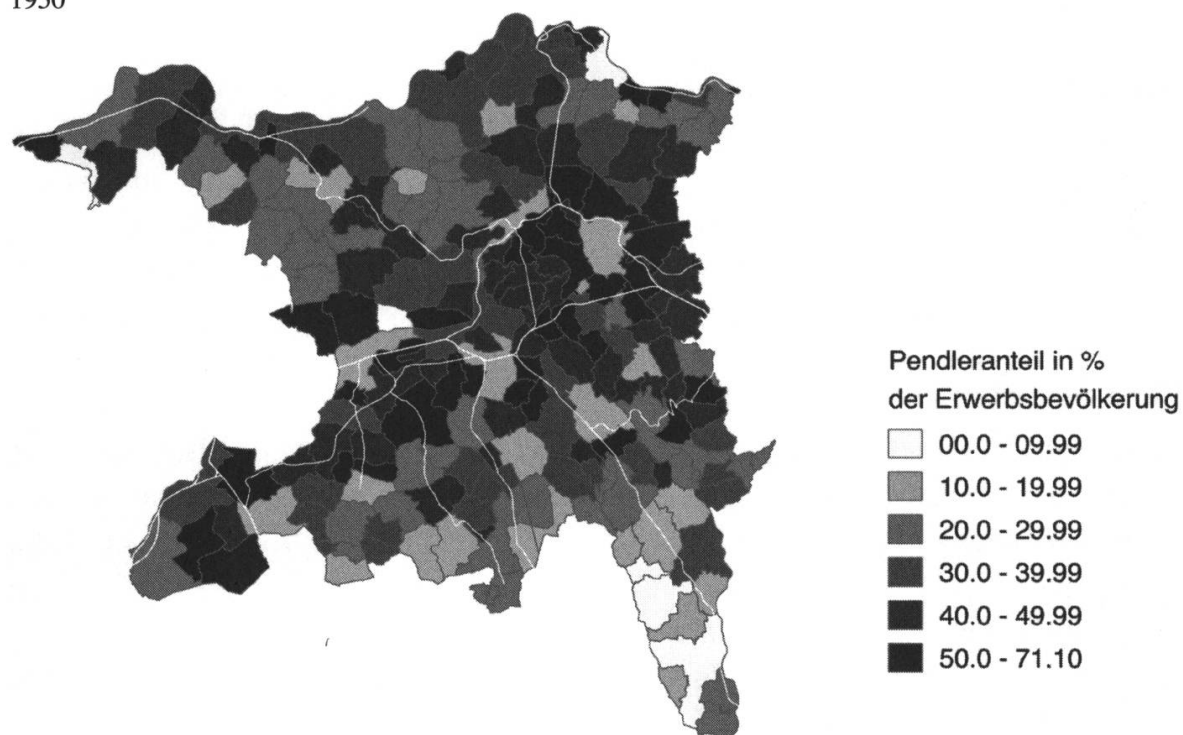 1950
Pendleranteil in %
der Erwerbsbevölkerung
00.0 - 09.99
10.0 - 19.99
20.0 - 29.99
30.0 - 39.99
40.0 - 49.99
50.0 - 71.10